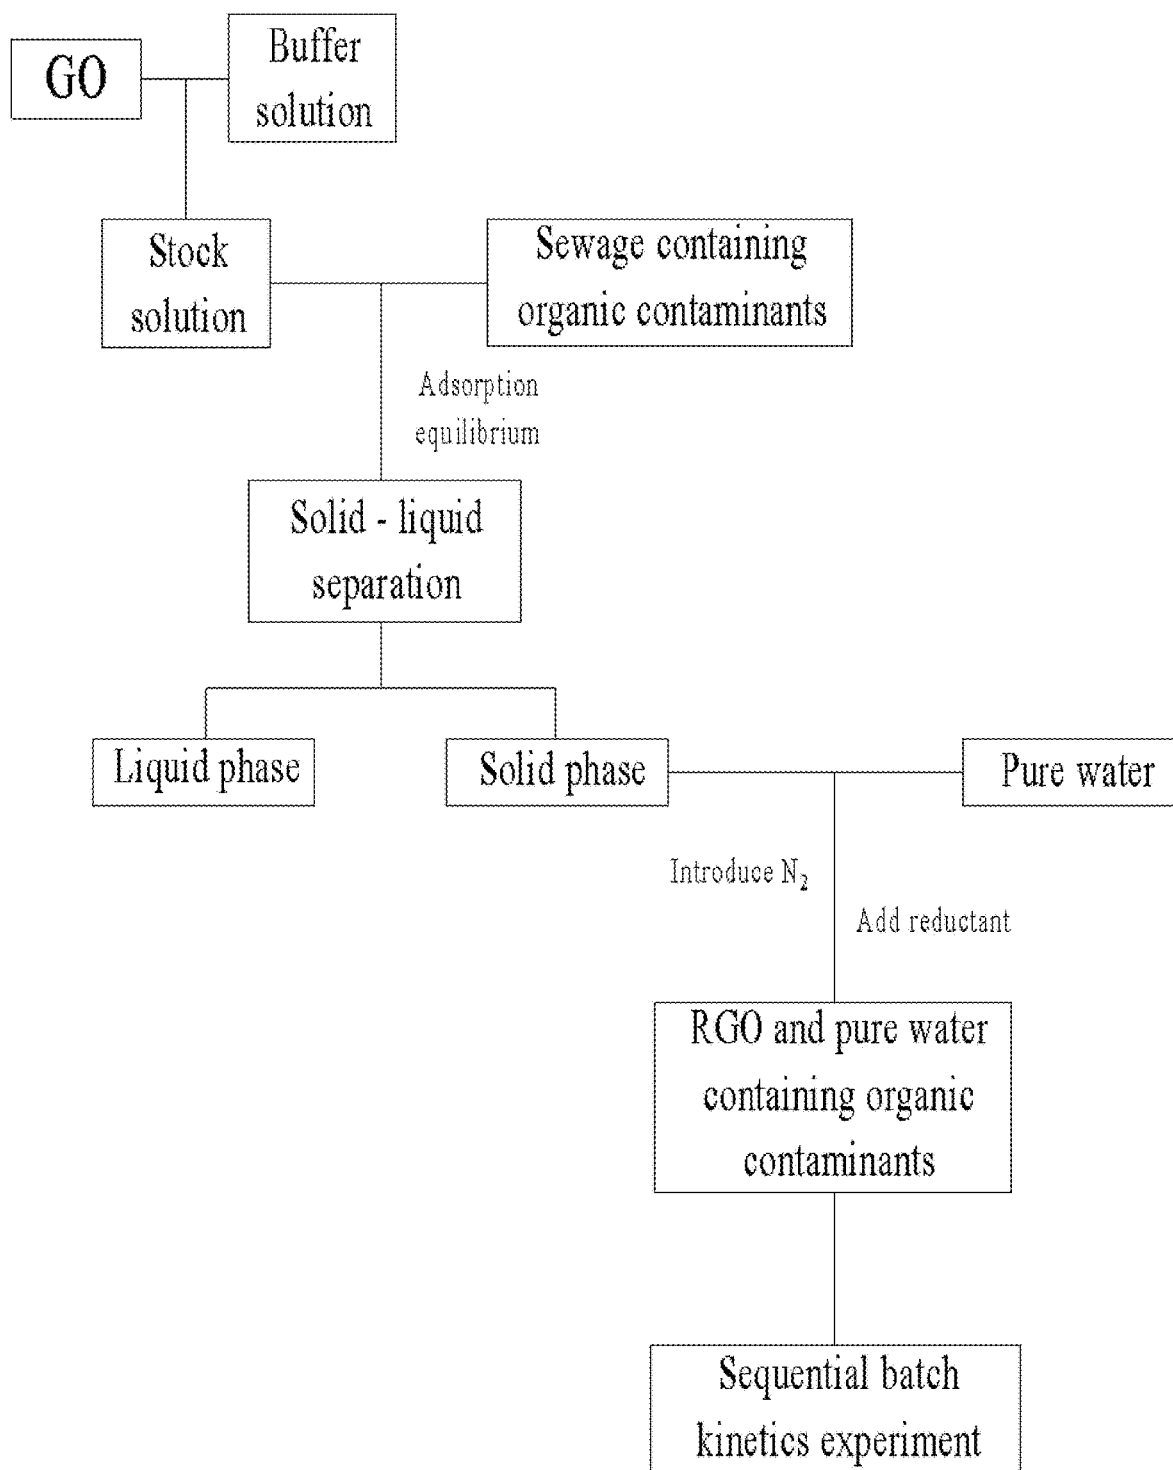 GO
Buffer
solution
Stock
solution
Sewage containing
organic contaminants
Adsorption
equilibrium
Solid - liquid
separation
Liquid phase
Solid phase
Pure water
Introduce N₂
Add reductant
RGO and pure water
containing organic
contaminants
Sequential batch
kinetics experiment